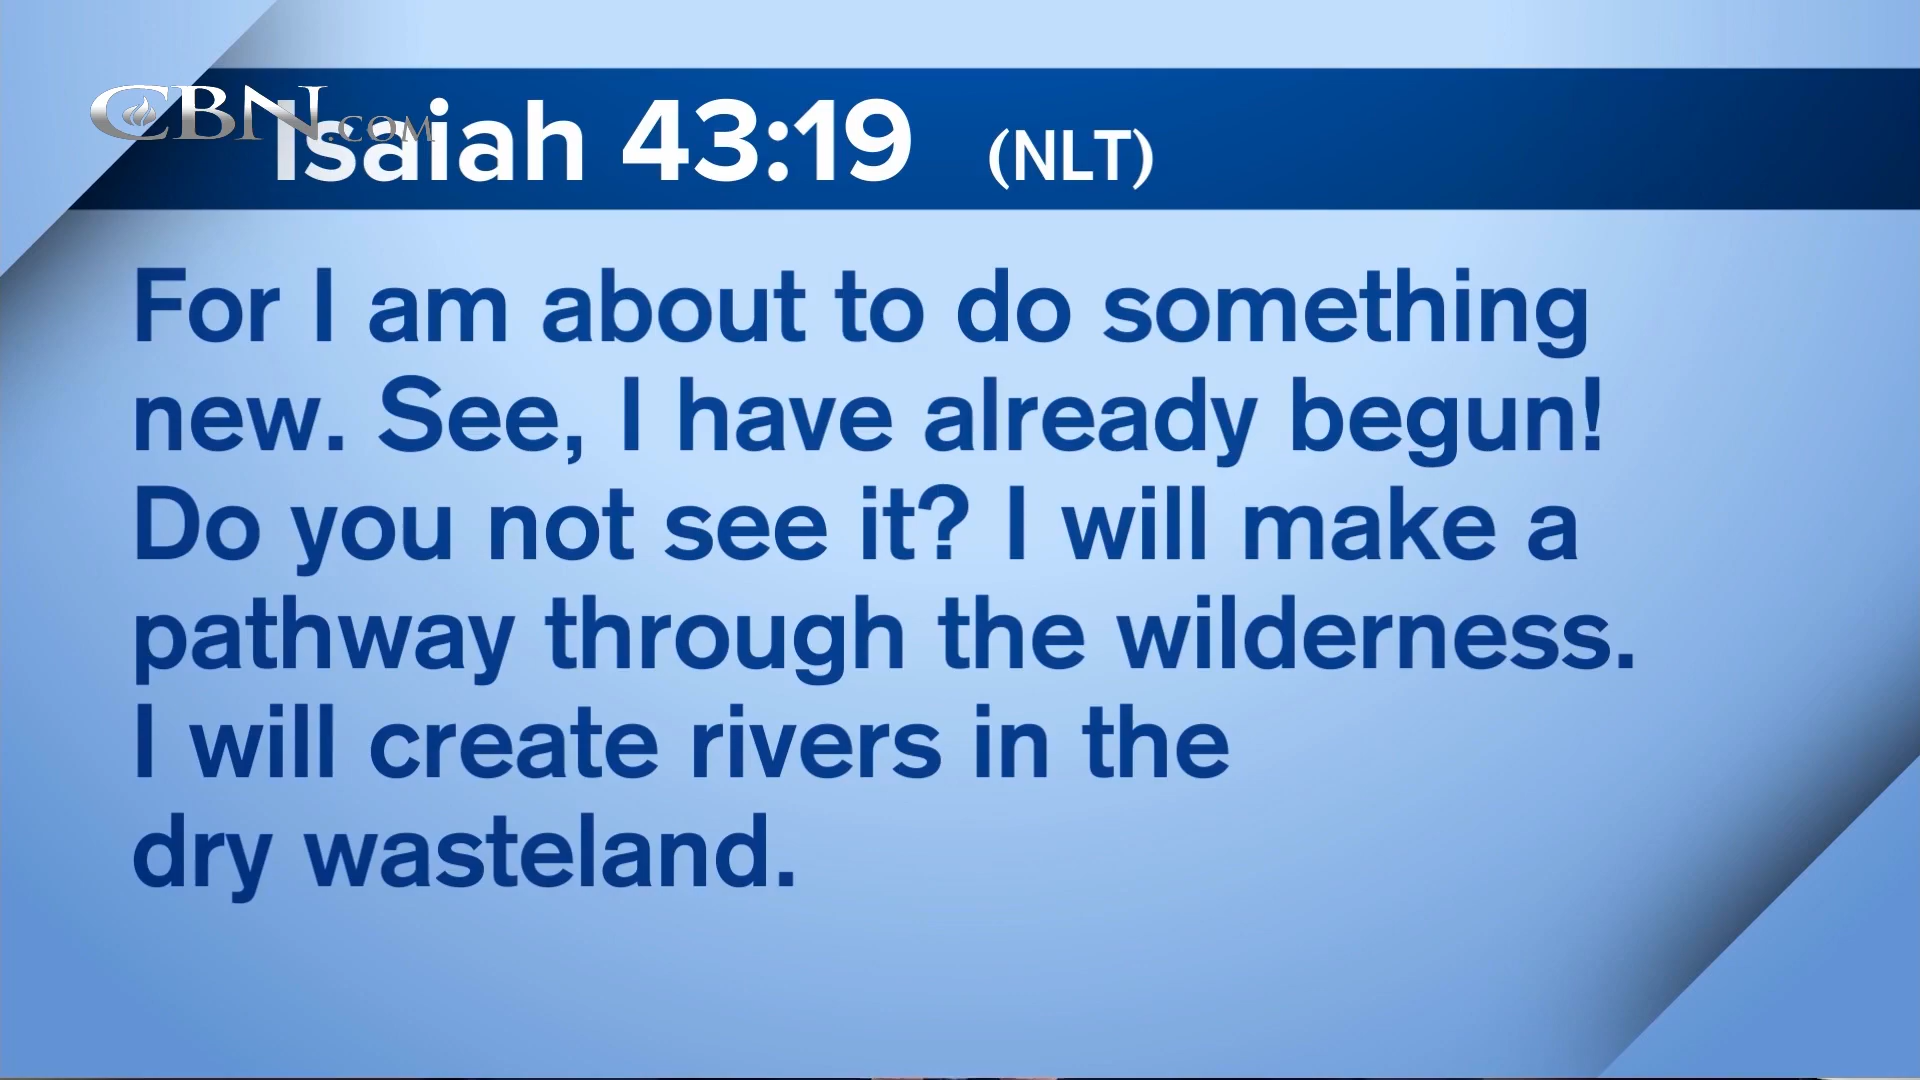 CBN.COM
Isaiah 43:19 (NLT)
For I am about to do something
new. See, I have already begun!
Do you not see it? I will make a
pathway through the wilderness.
I will create rivers in the
dry wasteland.